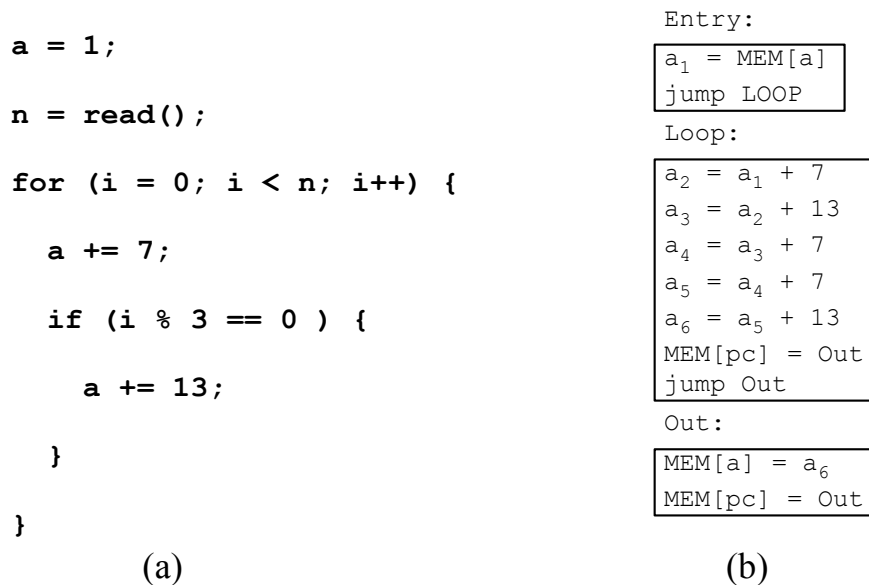 a = 1;
n = read();
for (i = 0; i < n; i++) {
a += 7;
if (i % 3 == 0 ) {
a += 13;
}
}
(a)
Entry:
a₁ = MEM[a]
jump LOOP
Loop:
a₂ = a₁ + 7
a₃ = a₂ + 13
a₄ = a₃ + 7
a₅ = a₄ + 7
a₆ = a₅ + 13
MEM[pc] = Out
jump Out
Out:
MEM[a] = a₆
MEM[pc] = Out
(b)